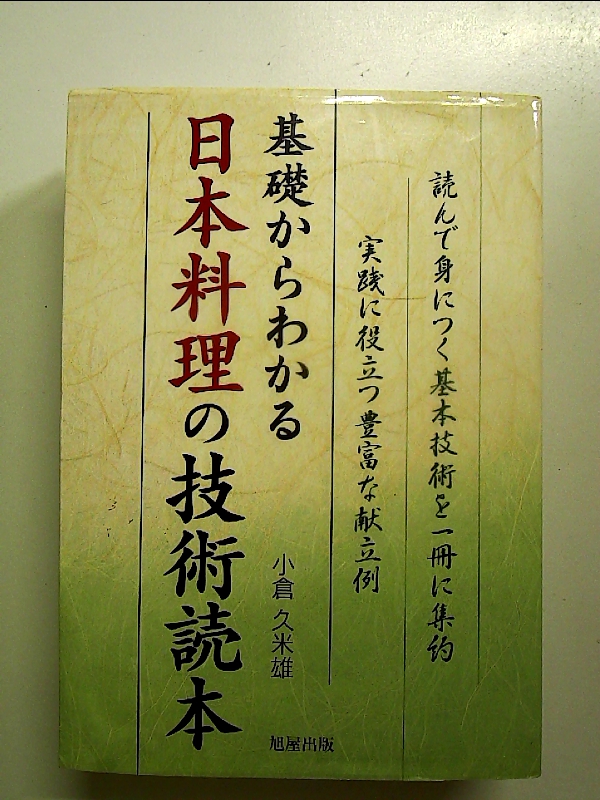 読んで身につく基本技術を一冊に集約
実践に役立つ豊富な献立例
基礎からわかる
日本料理の技術読本
小倉 久米雄
旭屋出版